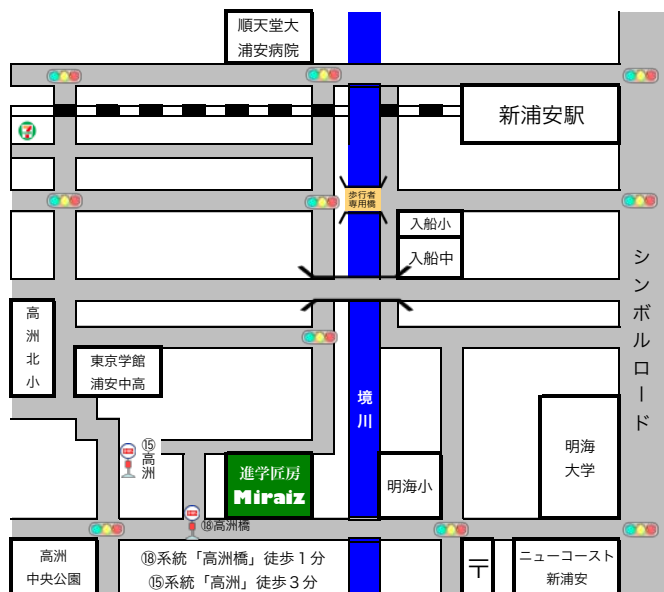 順天堂大
浦安病院
新浦安駅
7
歩行者
専用橋
入船小
入船中
シンボルロード
高洲北小
東京学館
浦安中高
境川
⑮高洲
進学匠房
Miraiz
明海小
明海
大学
⑱高洲橋
高洲
中央公園
⑱系統「高洲橋」徒歩１分
⑮系統「高洲」徒歩３分
〒
ニューコースト
新浦安